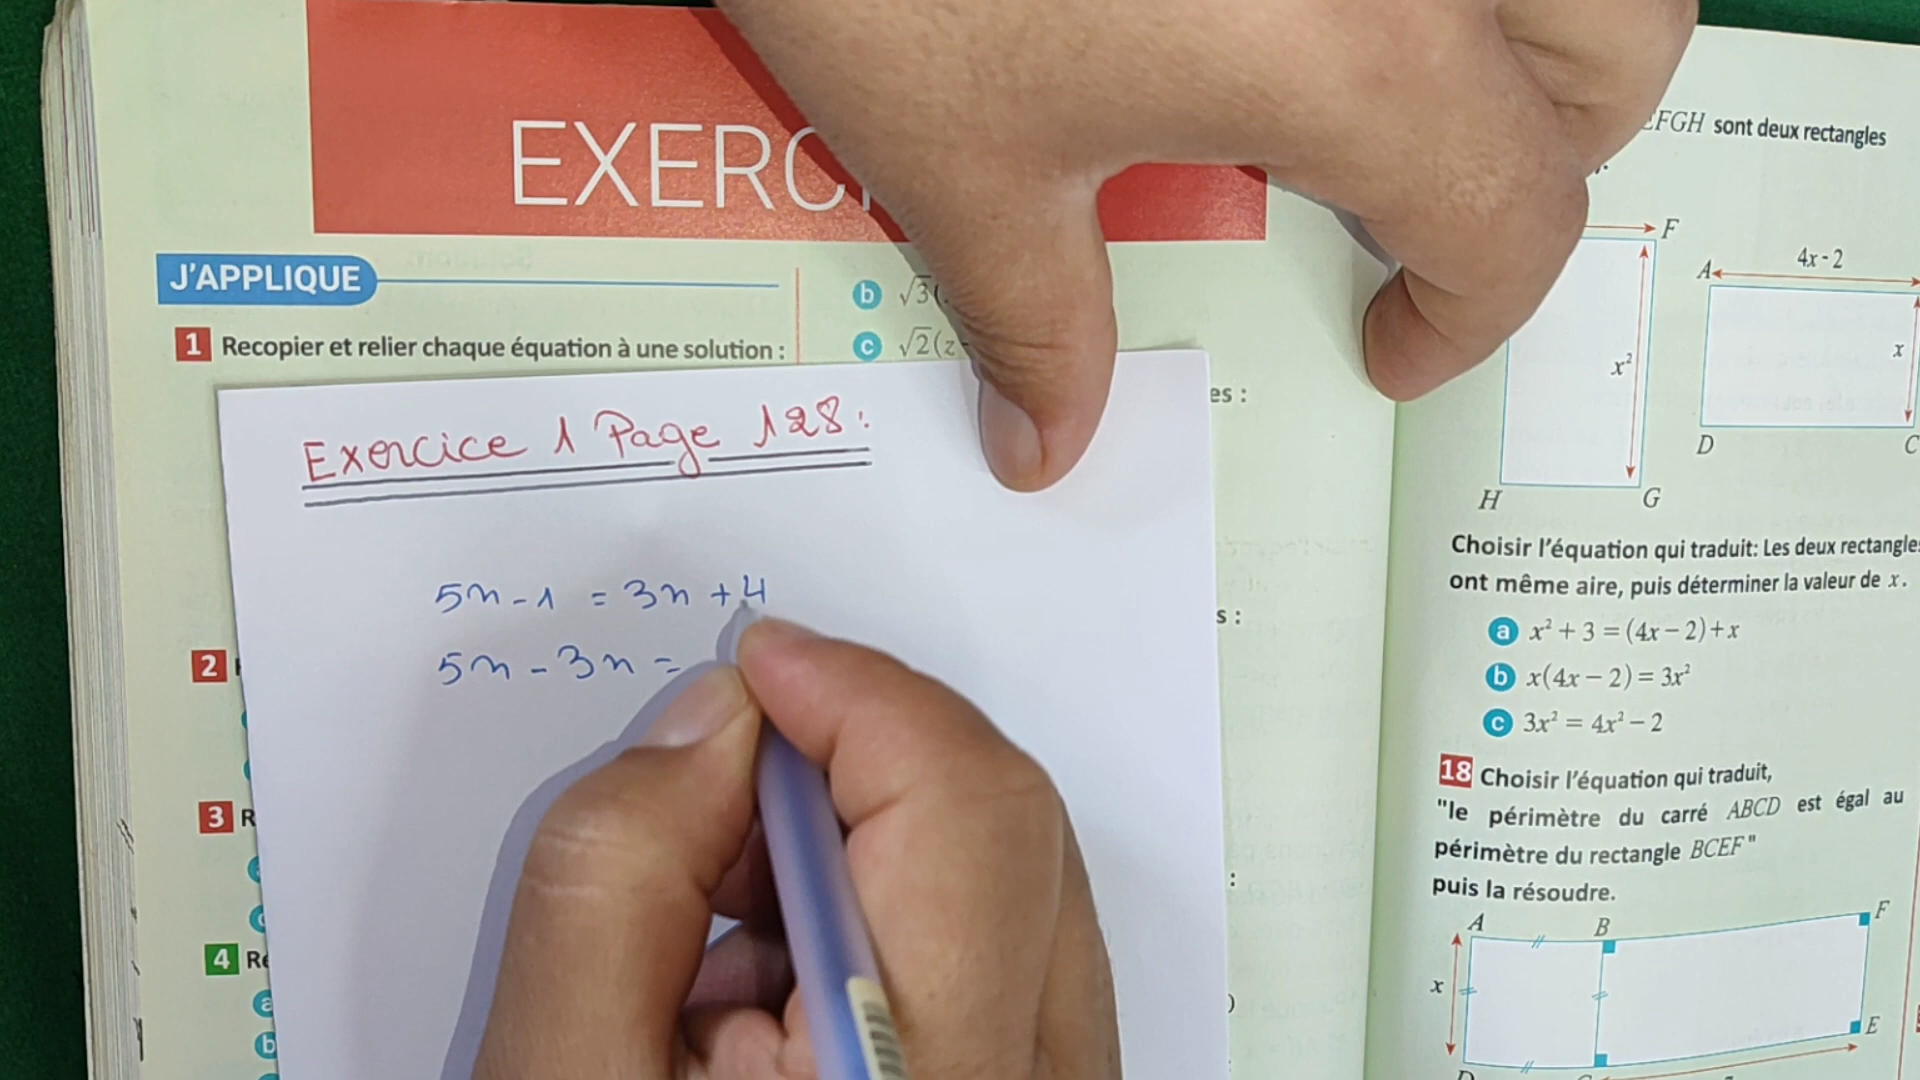 J'APPLIQUE
1 Recopier et relier chaque équation à une solution :
b √3
c √2(z
es :
s :
:
2
3 R
4 Ré
a
b
Exercice 1 Page 128:
5x - 1 = 3x + 4
5x - 3x =
EFGH sont deux rectangles
F
x²
H G
A 4x - 2
x
D C
Choisir l'équation qui traduit: Les deux rectangles
ont même aire, puis déterminer la valeur de x.
a x² + 3 = (4x - 2)+x
b x(4x - 2) = 3x²
c 3x² = 4x² - 2
18 Choisir l'équation qui traduit,
"le périmètre du carré ABCD est égal au
périmètre du rectangle BCEF"
puis la résoudre.
A B F
x
E